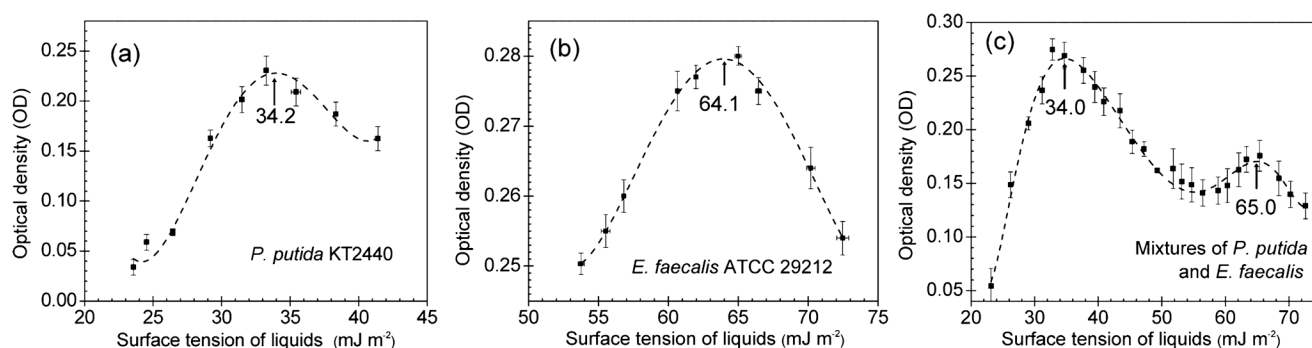 (a)
Optical density (OD)
0.25
0.20
0.15
0.10
0.05
0.00
34.2
P. putida KT2440
20
25
30
35
40
45
Surface tension of liquids (mJ m-2)
(b)
Optical density (OD)
0.28
0.27
0.26
0.25
64.1
E. faecalis ATCC 29212
50
55
60
65
70
75
Surface tension of liquids (mJ m-2)
(c)
Optical density (OD)
0.30
0.25
0.20
0.15
0.10
0.05
34.0
65.0
Mixtures of P. putida
and E. faecalis
20
30
40
50
60
70
Surface tension of liquids (mJ m-2)